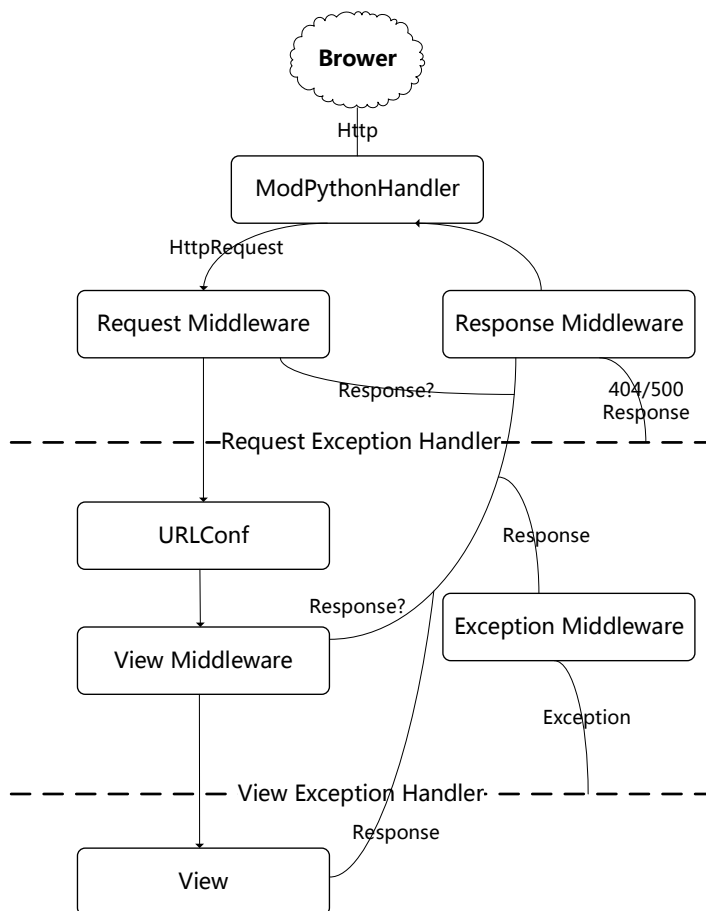 Brower
Http
ModPythonHandler
HttpRequest
Request Middleware
Response Middleware
Response?
404/500
Response
Request Exception Handler
URLConf
Response
Response?
Exception Middleware
View Middleware
Exception
View Exception Handler
Response
View